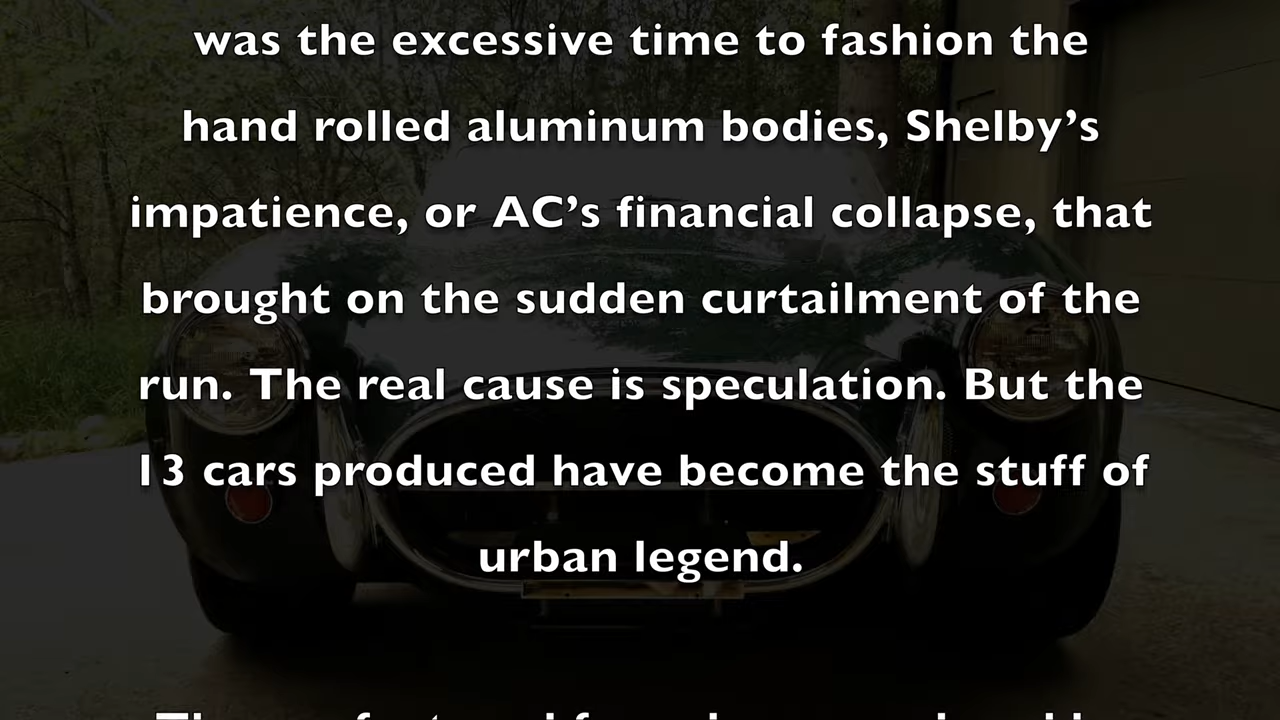 was the excessive time to fashion the
hand rolled aluminum bodies, Shelby’s
impatience, or AC’s financial collapse, that
brought on the sudden curtailment of the
run. The real cause is speculation. But the
13 cars produced have become the stuff of
urban legend.